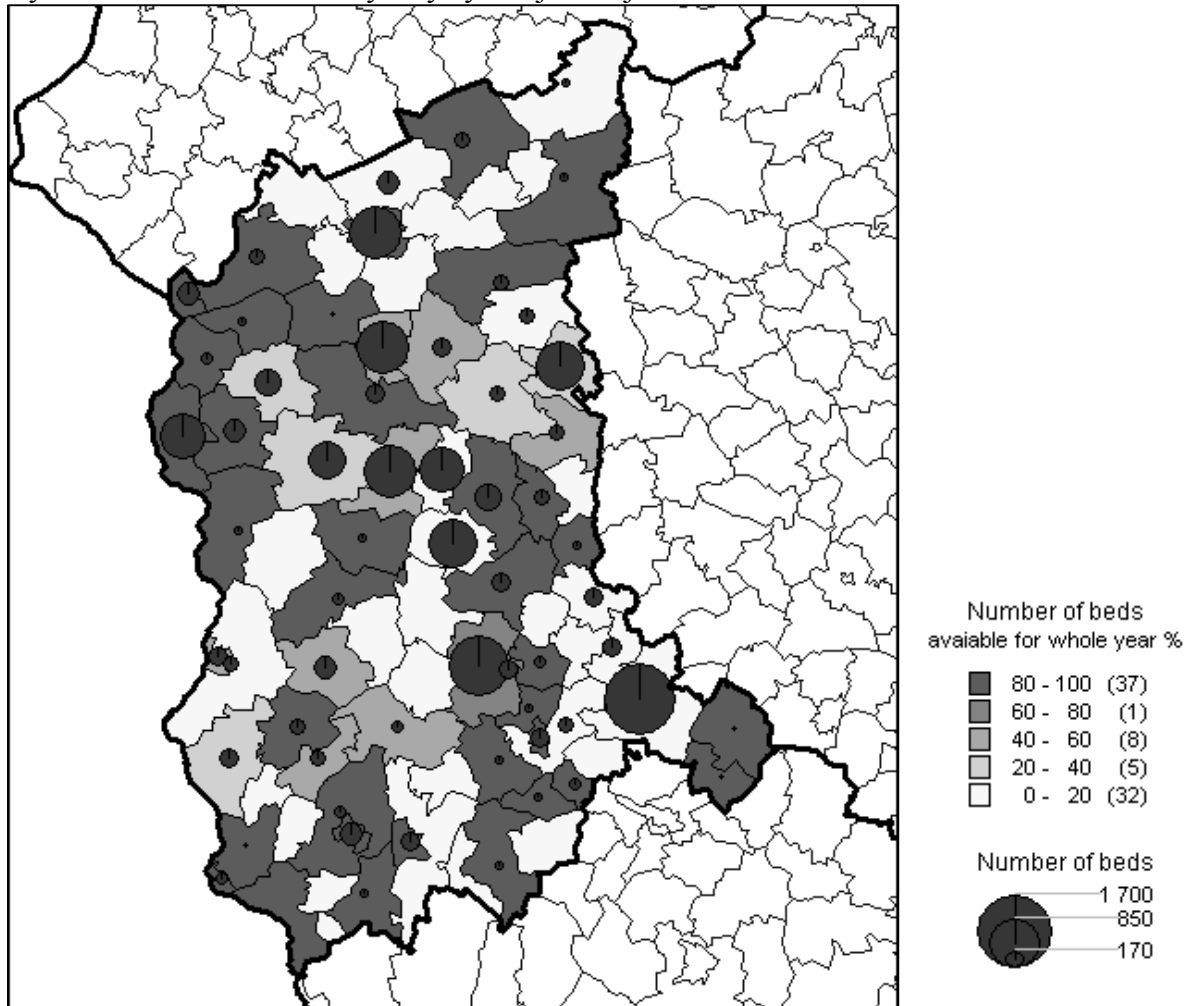 Number of beds
avaiable for whole year %
80 - 100 (37)
60 - 80 (1)
40 - 60 (8)
20 - 40 (5)
0 - 20 (32)
Number of beds
1 700
850
170